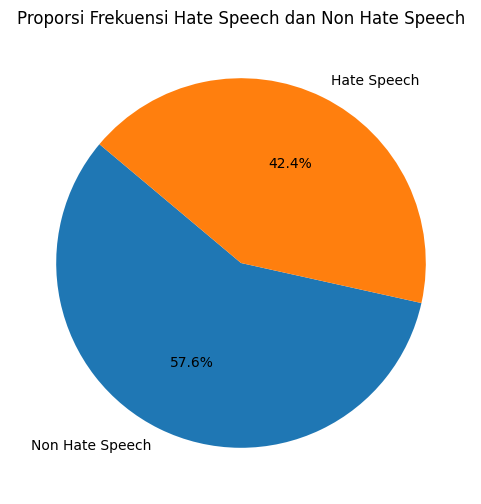 Proporsi Frekuensi Hate Speech dan Non Hate Speech
Hate Speech
42.4%
57.6%
Non Hate Speech